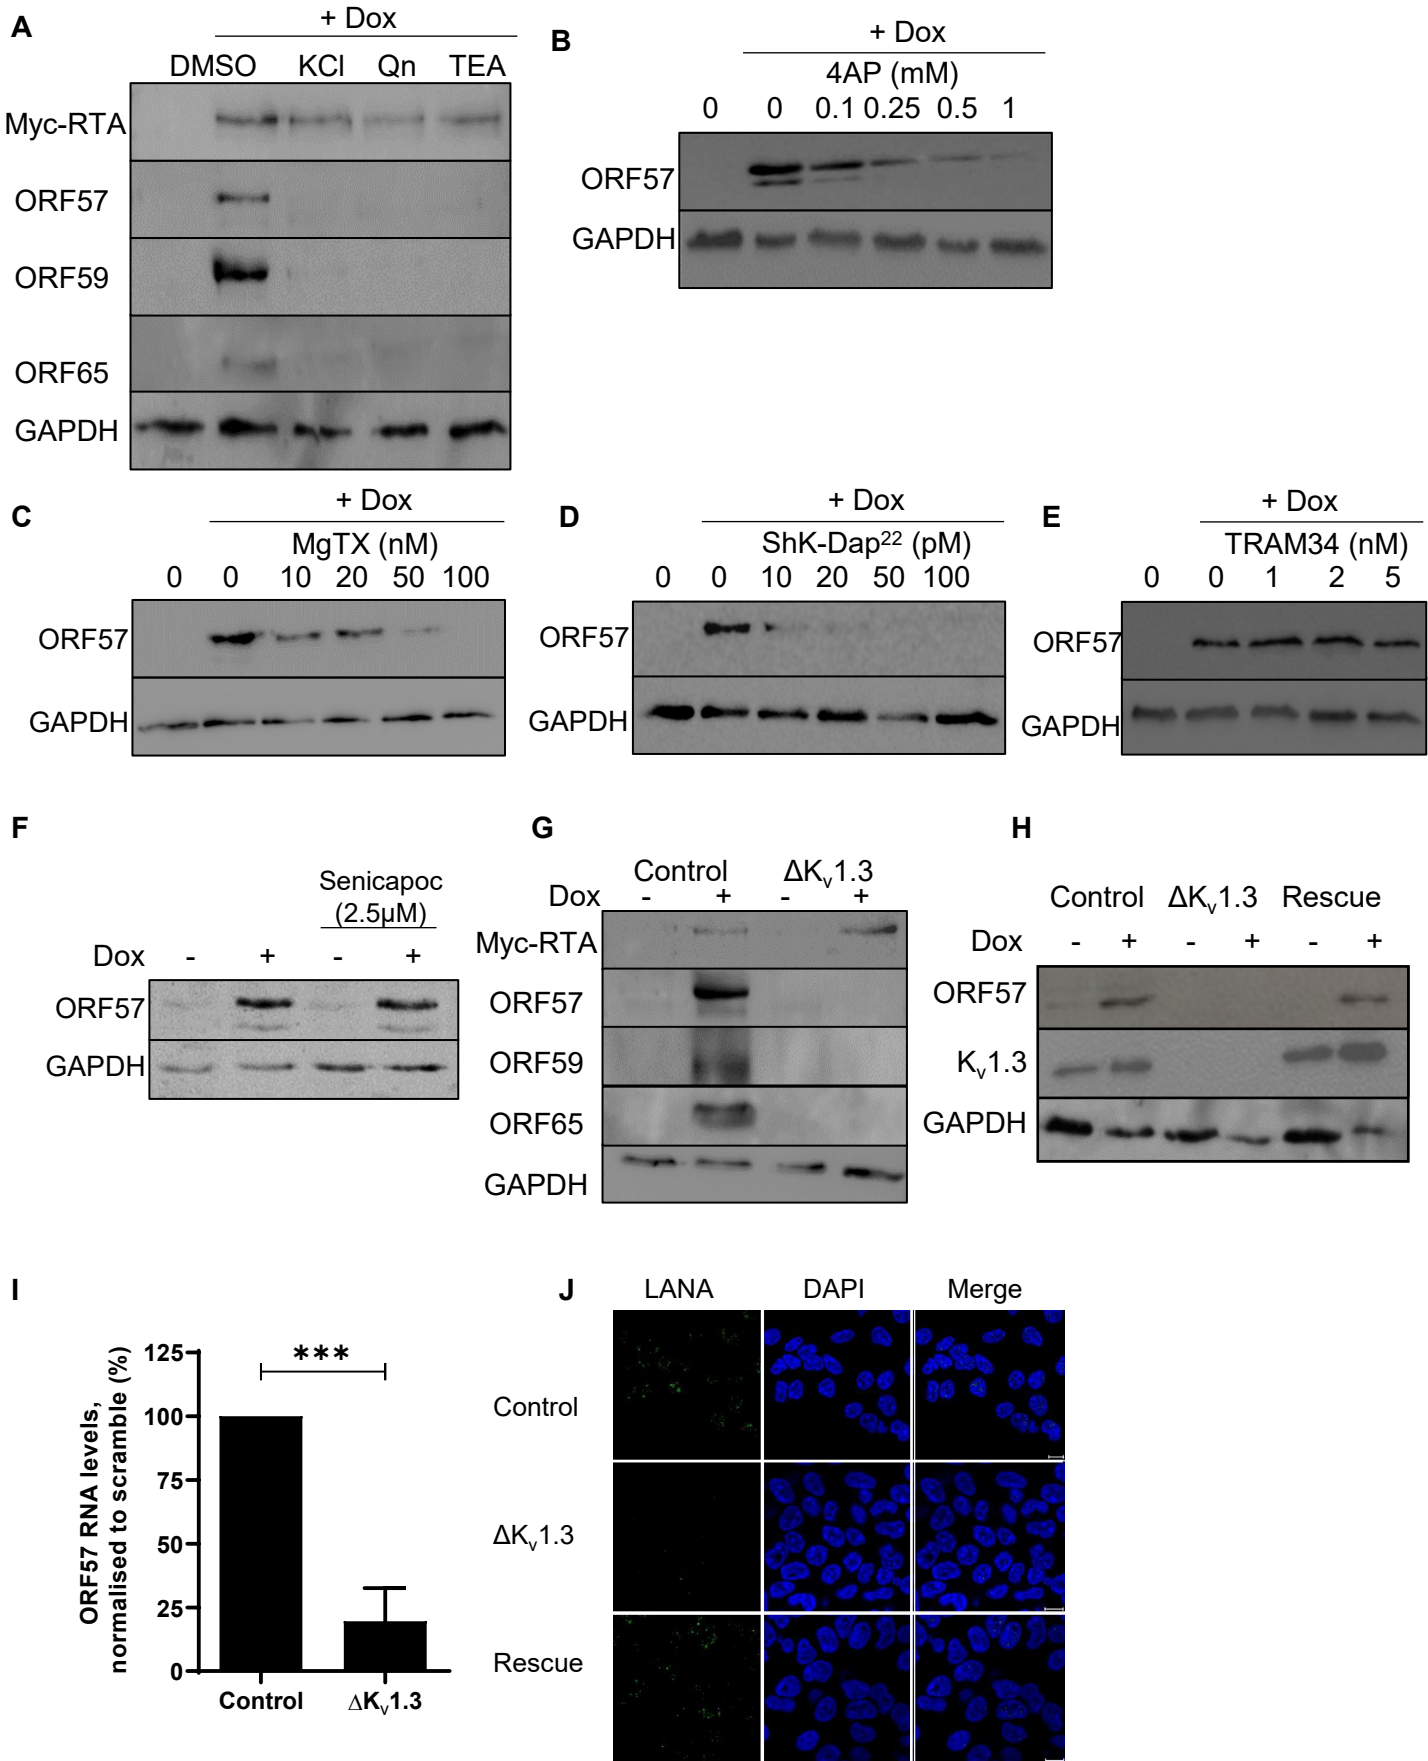 A
+ Dox
DMSO KCl Qn TEA
Myc-RTA
ORF57
ORF59
ORF65
GAPDH
B
+ Dox
4AP (mM)
0 0 0.1 0.25 0.5 1
ORF57
GAPDH
C
+ Dox
MgTX (nM)
0 0 10 20 50 100
ORF57
GAPDH
D
+ Dox
ShK-Dap²² (pM)
0 0 10 20 50 100
ORF57
GAPDH
E
+ Dox
TRAM34 (nM)
0 0 1 2 5
ORF57
GAPDH
F
Senicapoc
(2.5µM)
Dox - + - +
ORF57
GAPDH
G
Control ΔKv1.3
Dox - + - +
Myc-RTA
ORF57
ORF59
ORF65
GAPDH
H
Control ΔKv1.3 Rescue
Dox - + - + - +
ORF57
Kv1.3
GAPDH
I
ORF57 RNA levels,
normalised to scramble (%)
125
100
75
50
25
0
***
Control ΔKv1.3
J
LANA DAPI Merge
Control
ΔKv1.3
Rescue